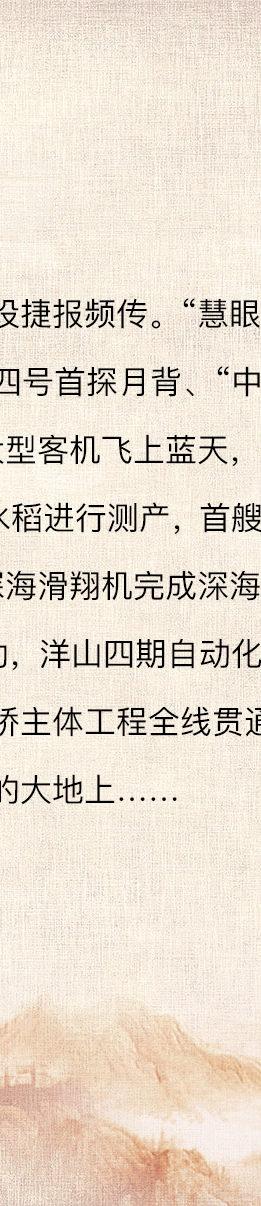 设捷报频传。“慧眼
四号首探月背、“中
大型客机飞上蓝天，
水稻进行测产，首艘
深海滑翔机完成深海
功，洋山四期自动化
桥主体工程全线贯通
的大地上……